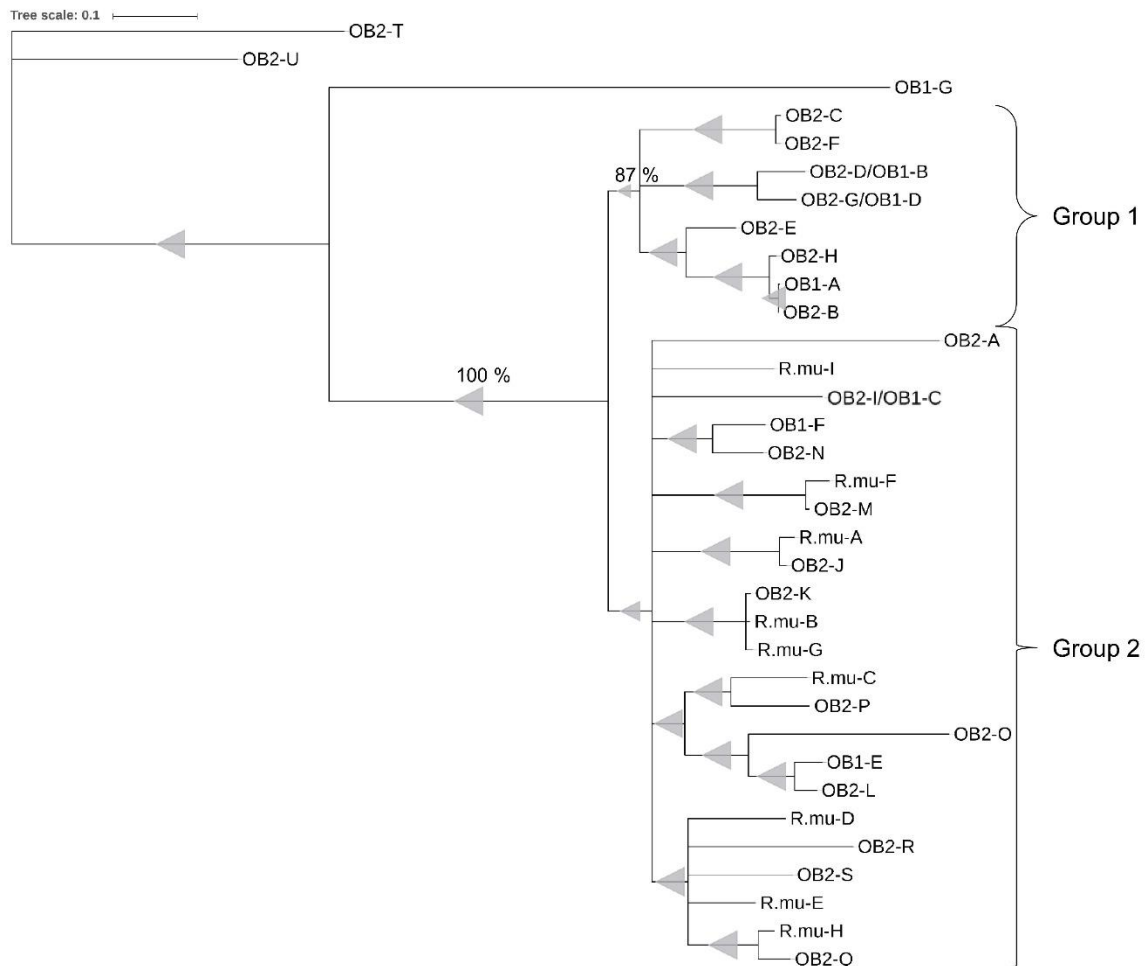 Tree scale: 0.1
OB2-T
OB2-U
OB1-G
OB2-C
OB2-F
87 %
OB2-D/OB1-B
OB2-G/OB1-D
Group 1
OB2-E
OB2-H
OB1-A
OB2-B
OB2-A
R.mu-I
100 %
OB2-I/OB1-C
OB1-F
OB2-N
R.mu-F
OB2-M
R.mu-A
OB2-J
OB2-K
R.mu-B
R.mu-G
Group 2
R.mu-C
OB2-P
OB2-O
OB1-E
OB2-L
R.mu-D
OB2-R
OB2-S
R.mu-E
R.mu-H
OB2-O